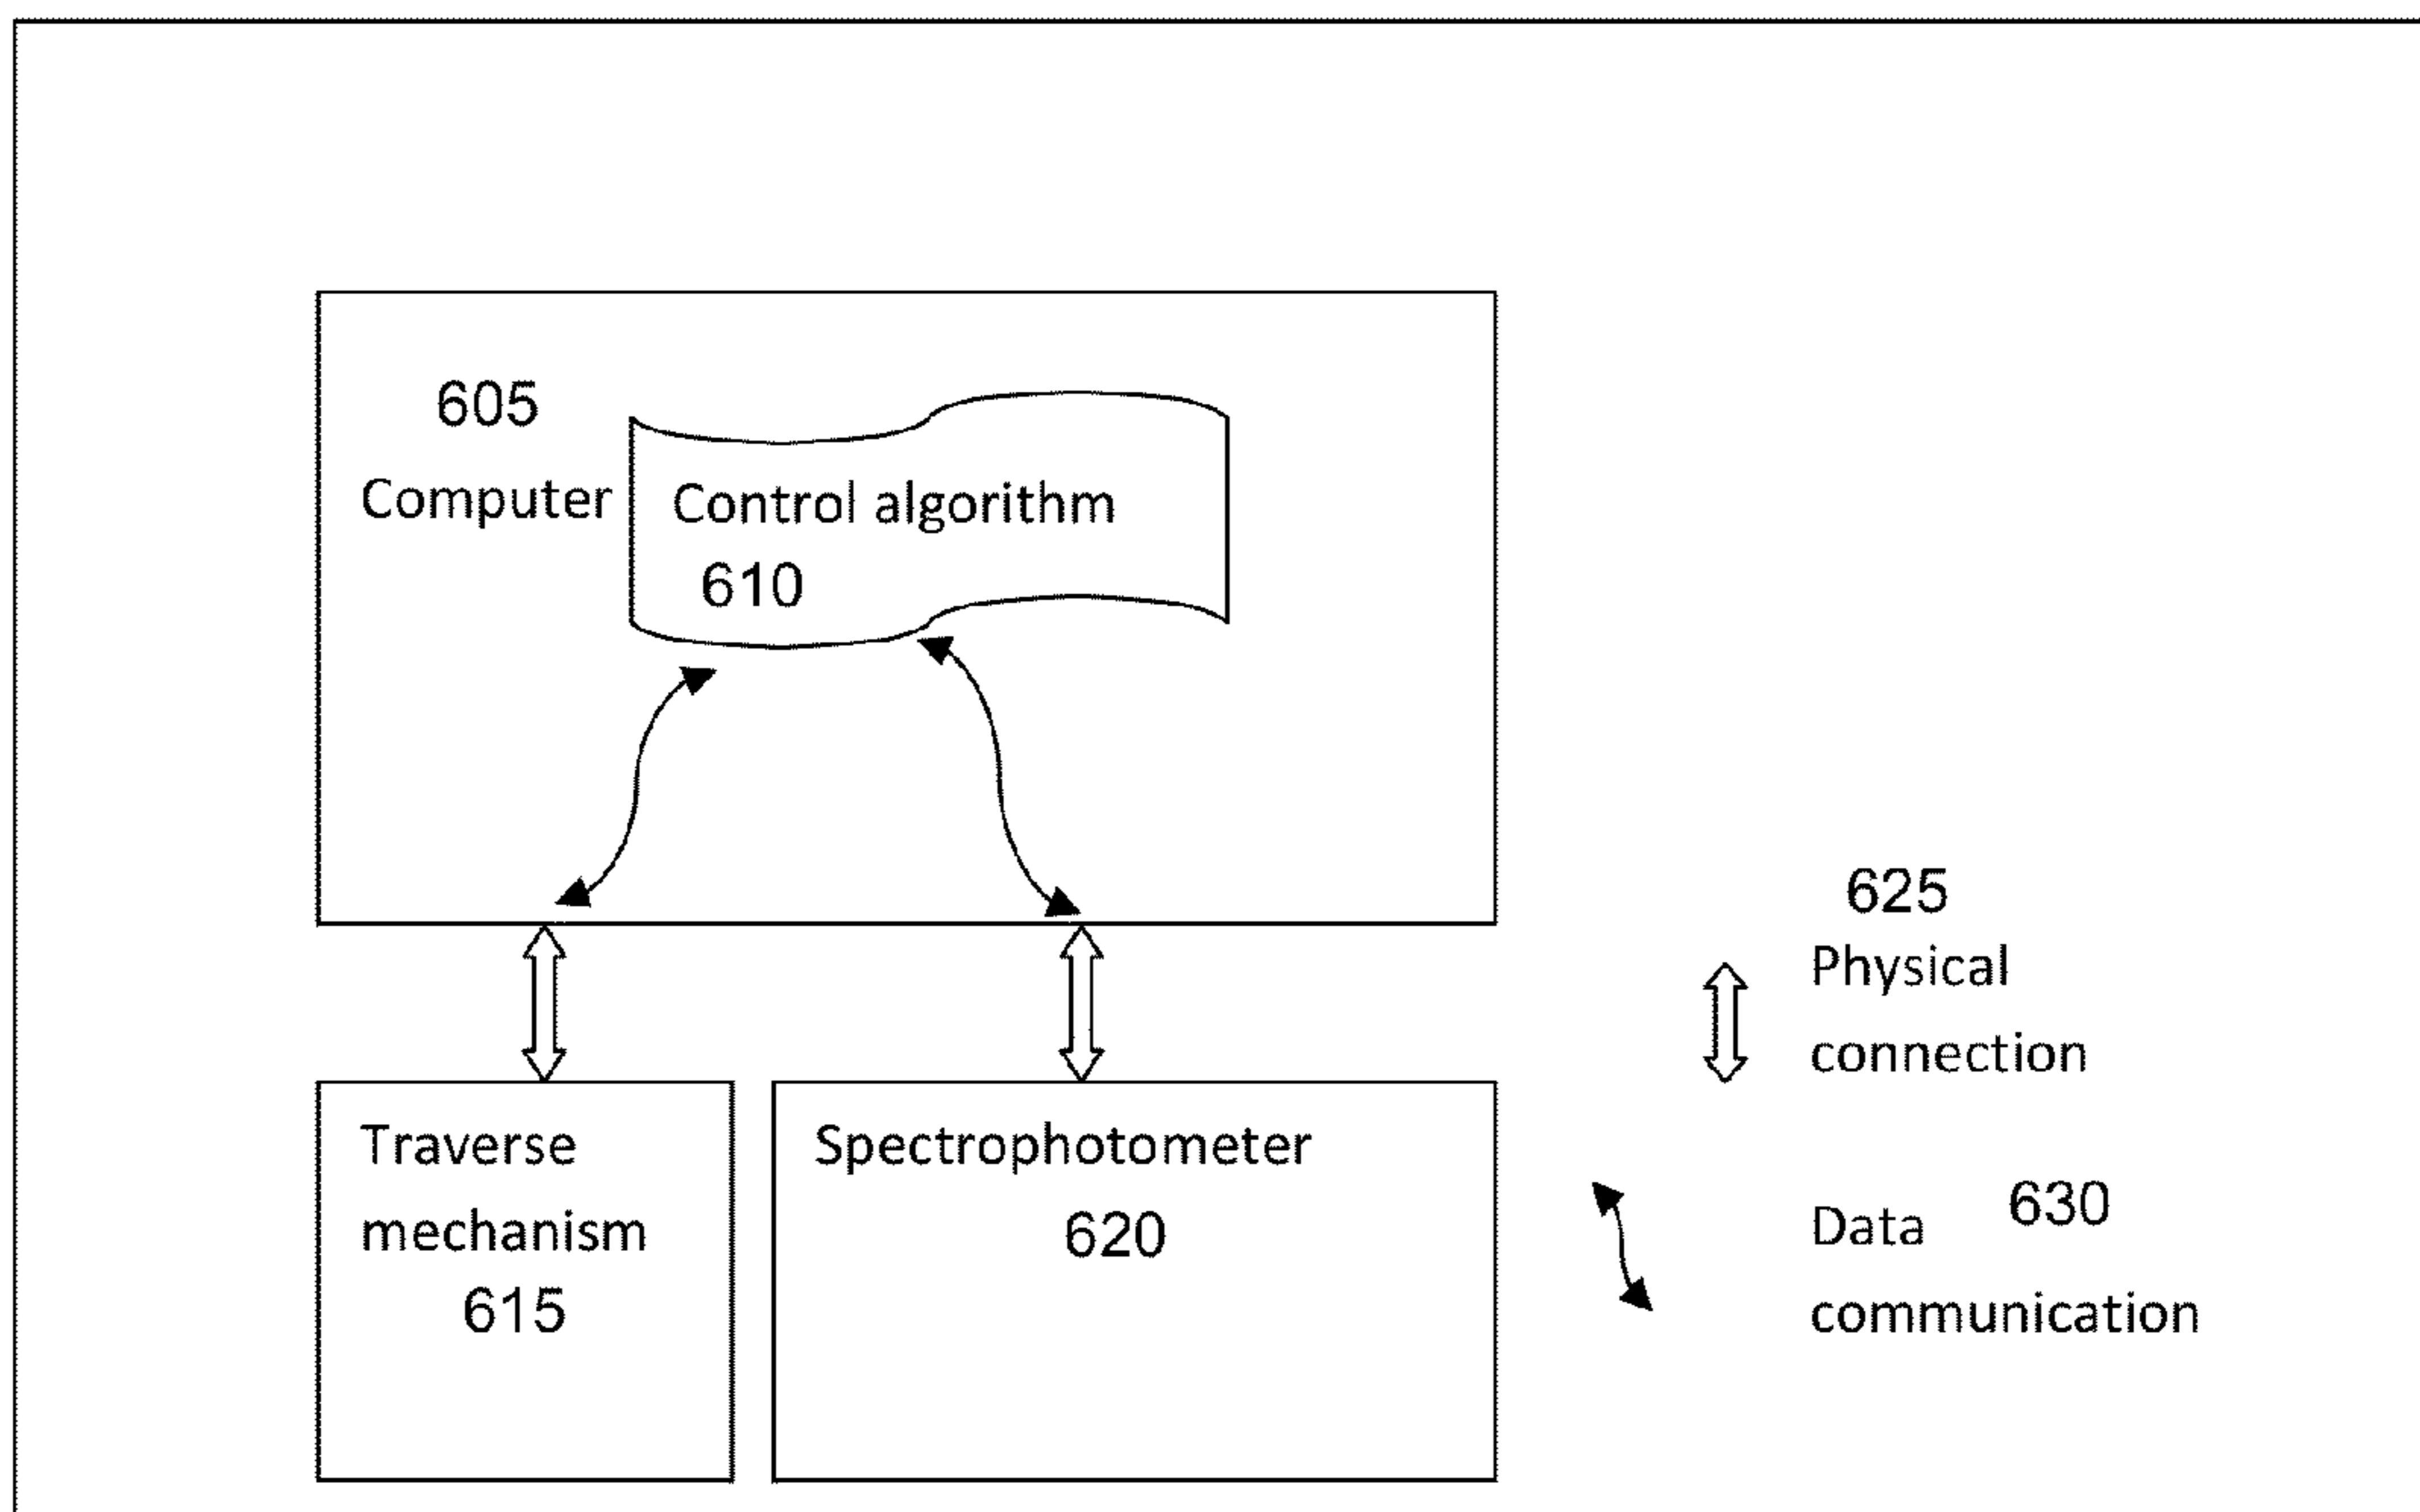 605
Computer
Control algorithm
610
625
Physical
connection
Traverse
mechanism
615
Spectrophotometer
620
Data 630
communication